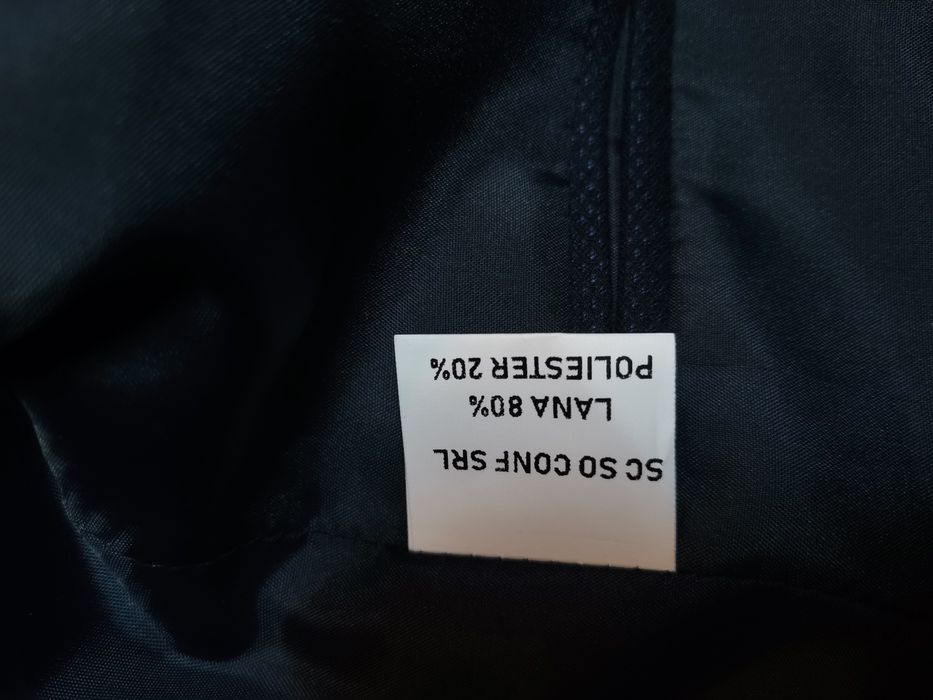 SC SO CONF SRL
LANA 80%
POLIESTER 20%